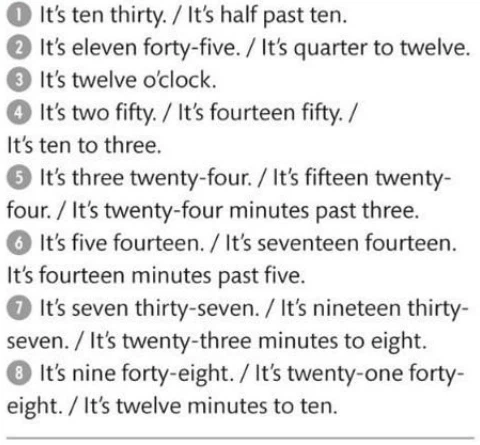 1 It's ten thirty. / It's half past ten.
2 It's eleven forty-five. / It's quarter to twelve.
3 It's twelve o'clock.
4 It's two fifty. / It's fourteen fifty. /
It's ten to three.
5 It's three twenty-four. / It's fifteen twenty-
four. / It's twenty-four minutes past three.
6 It's five fourteen. / It's seventeen fourteen.
It's fourteen minutes past five.
7 It's seven thirty-seven. / It's nineteen thirty-
seven. / It's twenty-three minutes to eight.
8 It's nine forty-eight. / It's twenty-one forty-
eight. / It's twelve minutes to ten.